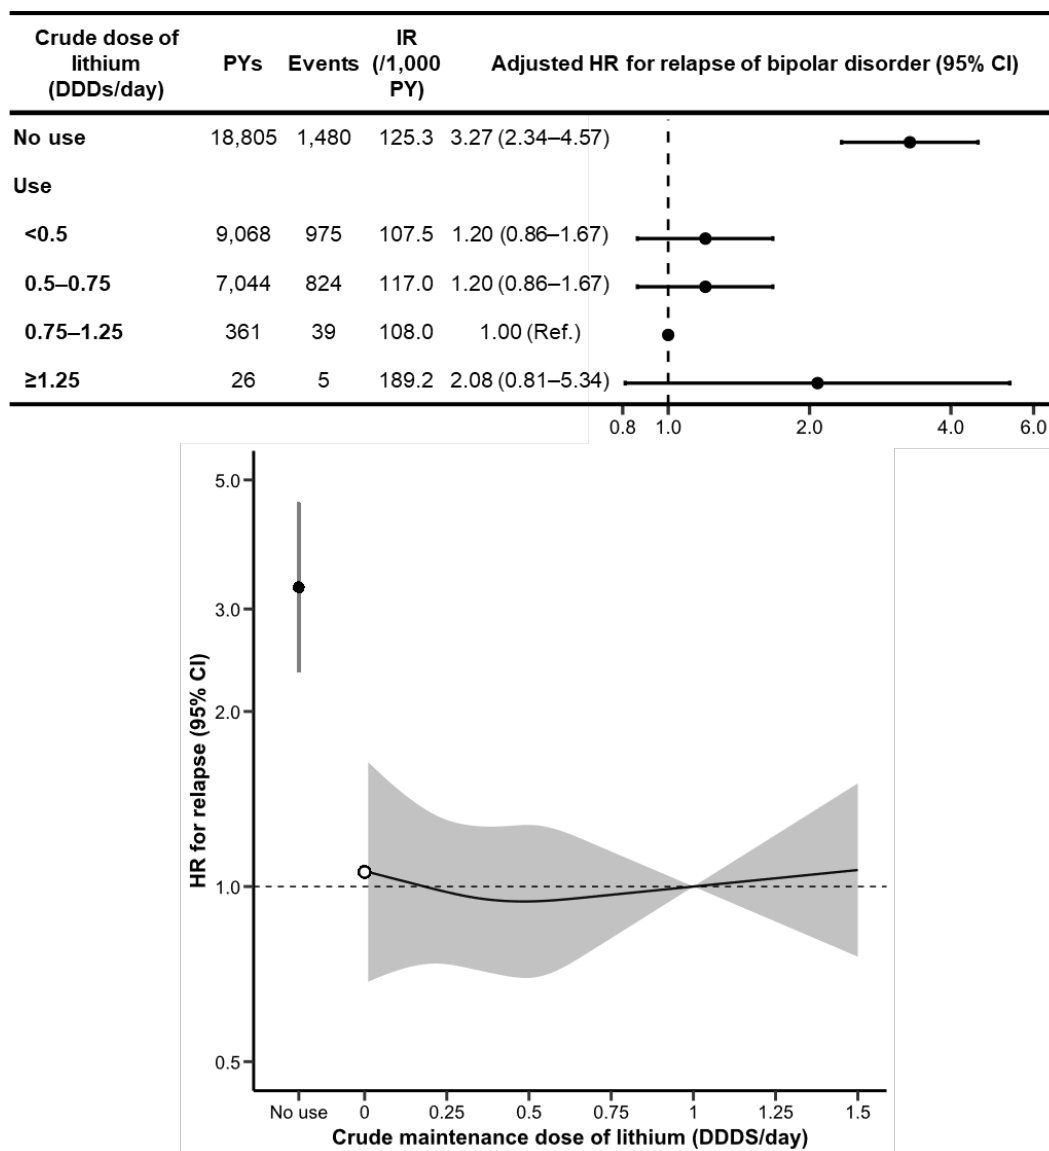 Crude dose of
lithium
(DDDs/day)
PYs
Events
IR
(/1,000
PY)
Adjusted HR for relapse of bipolar disorder (95% CI)
No use 18,805 1,480 125.3 3.27 (2.34–4.57)
Use
<0.5 9,068 975 107.5 1.20 (0.86–1.67)
0.5–0.75 7,044 824 117.0 1.20 (0.86–1.67)
0.75–1.25 361 39 108.0 1.00 (Ref.)
≥1.25 26 5 189.2 2.08 (0.81–5.34)
0.8 1.0 2.0 4.0 6.0
HR for relapse (95% CI)
5.0
3.0
2.0
1.0
0.5
No use 0 0.25 0.5 0.75 1 1.25 1.5
Crude maintenance dose of lithium (DDDS/day)